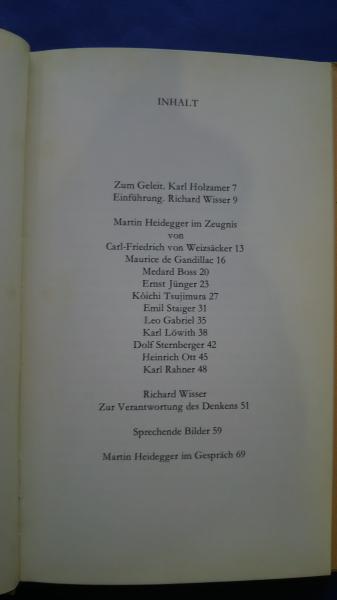 INHALT
Zum Geleit. Karl Holzamer 7
Einführung. Richard Wisser 9
Martin Heidegger im Zeugnis
von
Carl-Friedrich von Weizsäcker 13
Maurice de Gandillac 16
Medard Boss 20
Ernst Jünger 23
Kôichi Tsujimura 27
Emil Staiger 31
Leo Gabriel 35
Karl Löwith 38
Dolf Sternberger 42
Heinrich Ott 45
Karl Rahner 48
Richard Wisser
Zur Verantwortung des Denkens 51
Sprechende Bilder 59
Martin Heidegger im Gespräch 69